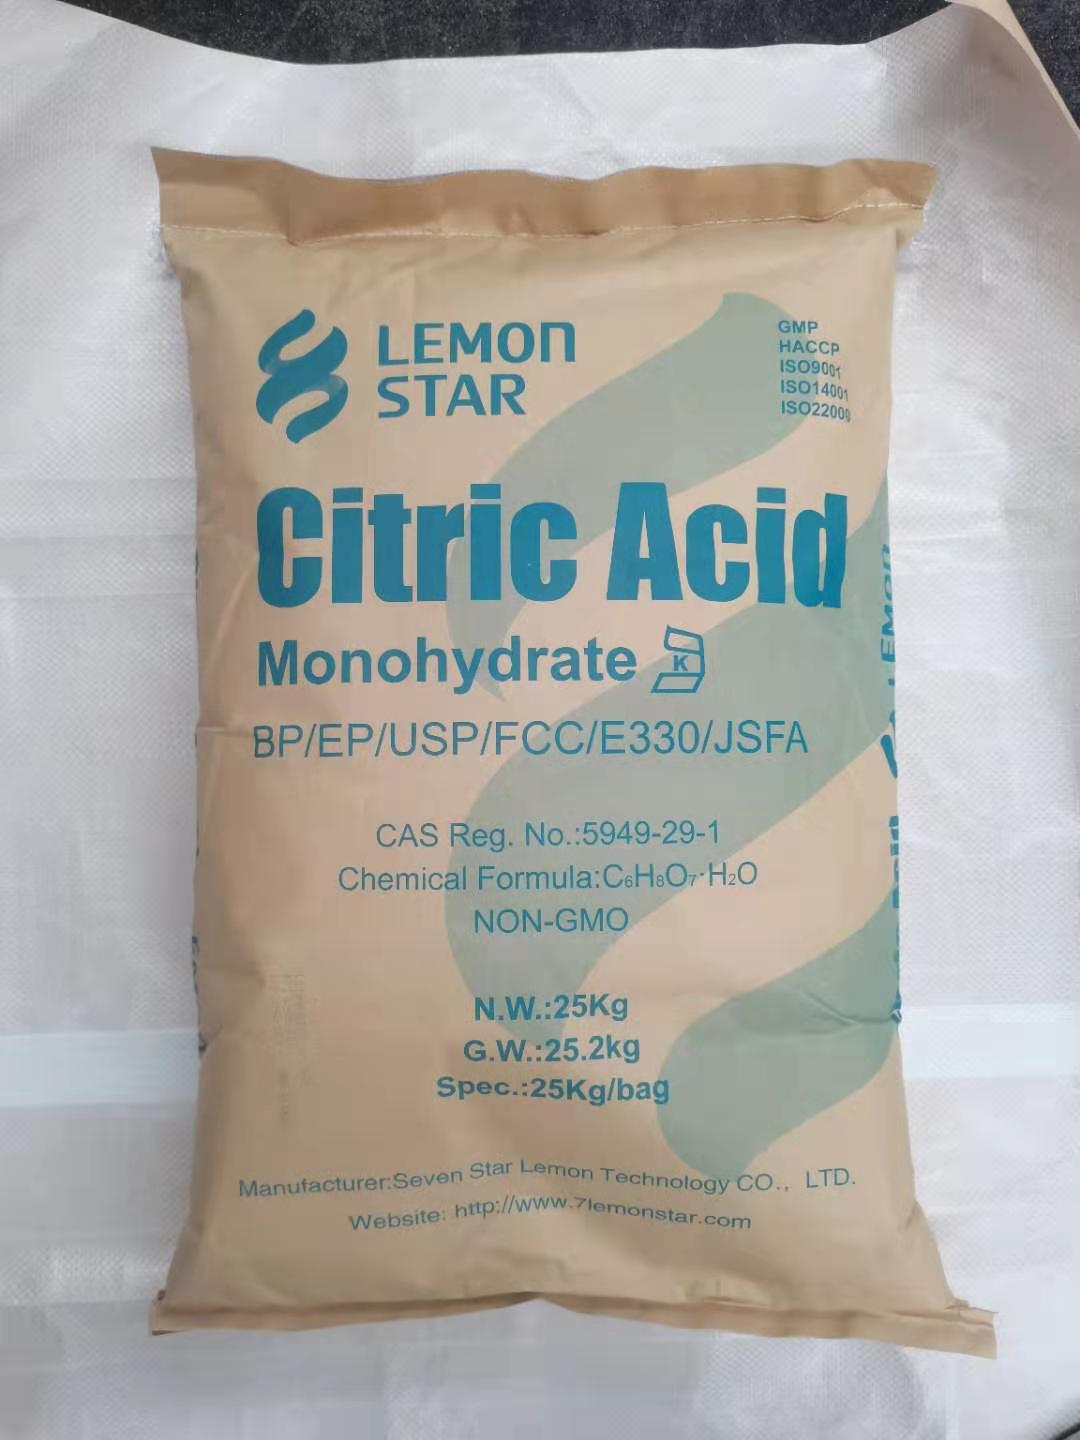 LEMON
STAR
GMP
HACCP
ISO9001
ISO14001
ISO22000
Citric Acid
Monohydrate K
BP/EP/USP/FCC/E330/JSFA
CAS Reg. No.:5949-29-1
Chemical Formula:C₆H₈O₇·H₂O
NON-GMO
N.W.:25Kg
G.W.:25.2kg
Spec.:25Kg/bag
Manufacturer:Seven Star Lemon Technology CO., LTD.
Website: http://www.7lemonstar.com
LEMON